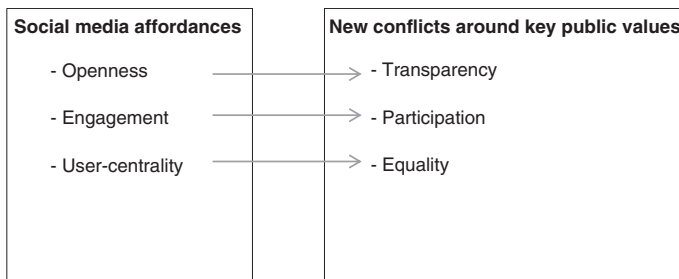 Social media affordances
- Openness
- Engagement
- User-centrality
New conflicts around key public values
- Transparency
- Participation
- Equality